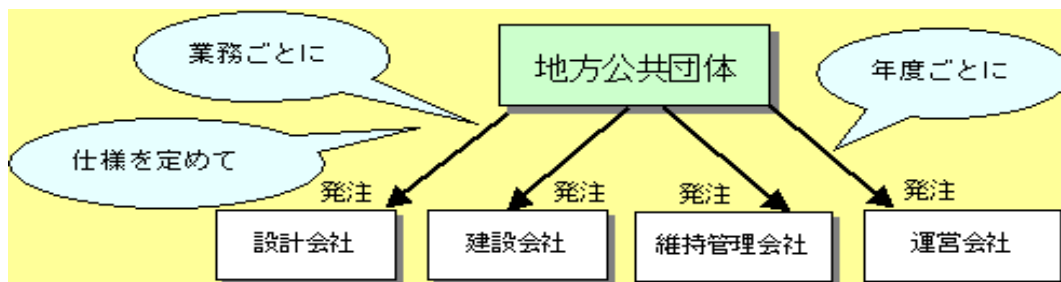 業務ごとに
地方公共団体
年度ごとに
仕様を定めて
発注
発注
発注
発注
設計会社
建設会社
維持管理会社
運営会社